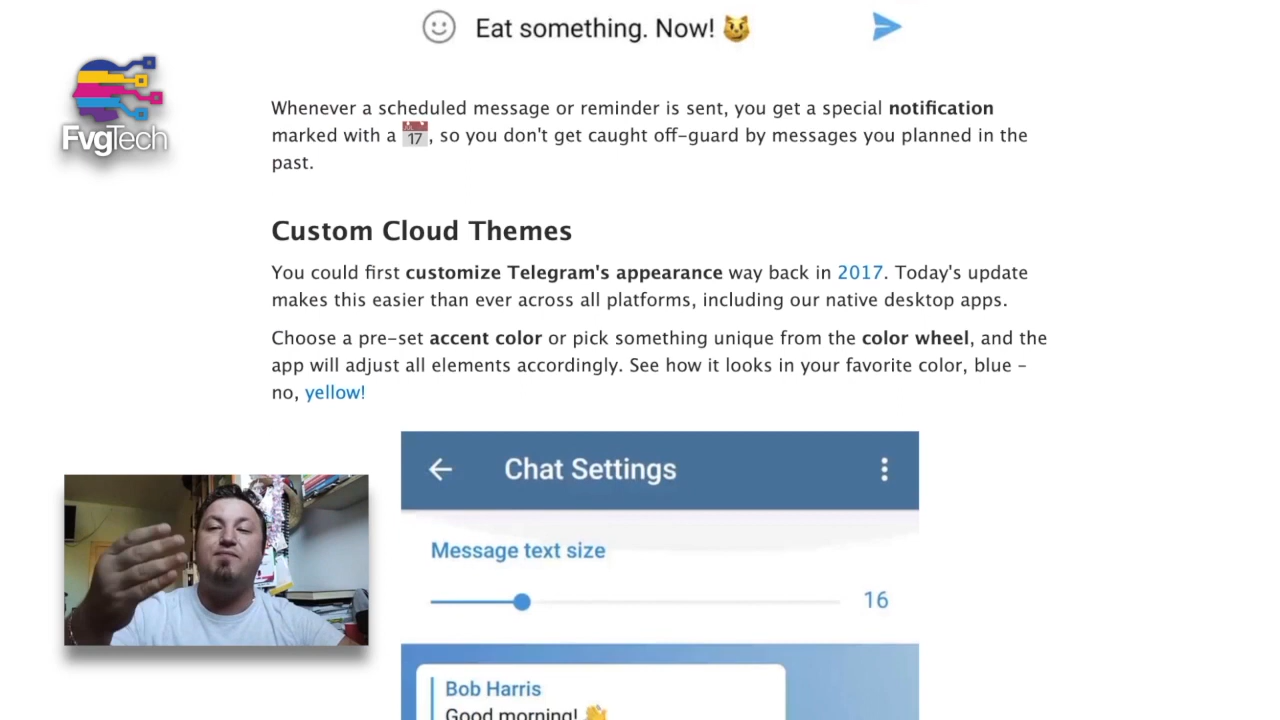 Eat something. Now! 😼
FvgTech
Whenever a scheduled message or reminder is sent, you get a special notification
marked with a 📅, so you don't get caught off-guard by messages you planned in the
past.
Custom Cloud Themes
You could first customize Telegram's appearance way back in 2017. Today's update
makes this easier than ever across all platforms, including our native desktop apps.
Choose a pre-set accent color or pick something unique from the color wheel, and the
app will adjust all elements accordingly. See how it looks in your favorite color, blue –
no, yellow!
Chat Settings
Message text size
16
Bob Harris
Good morning! 👋